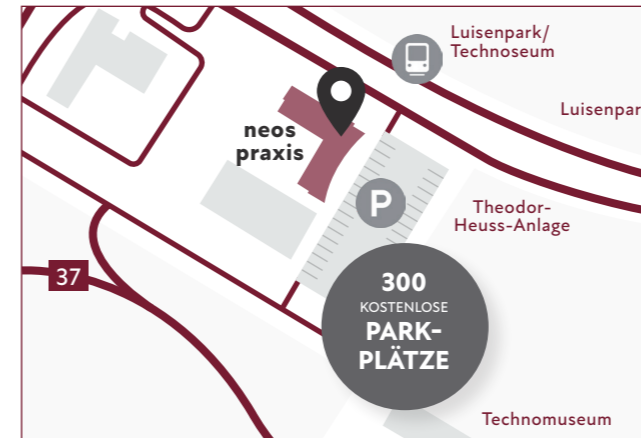 Luisenpark/
Technoseum
Luisenpar
neos
praxis
P
Theodor-
Heuss-Anlage
37
300
KOSTENLOSE
PARK-
PLÄTZE
Technomuseum